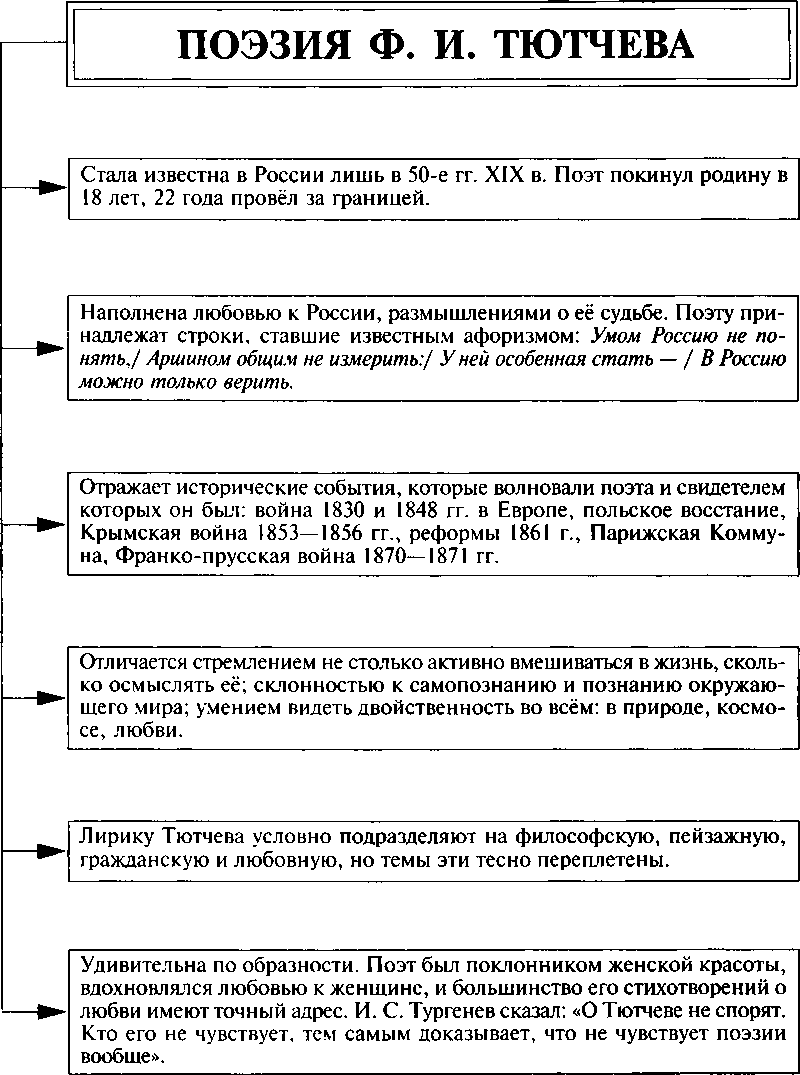 ПОЭЗИЯ Ф. И. ТЮТЧЕВА
Стала известна в России лишь в 50-е гг. XIX в. Поэт покинул родину в
18 лет, 22 года провёл за границей.
Наполнена любовью к России, размышлениями о её судьбе. Поэту при-
надлежат строки, ставшие известным афоризмом: Умом Россию не по-
нять,/ Аршином общим не измерить:/ У ней особенная стать — / В Россию
можно только верить.
Отражает исторические события, которые волновали поэта и свидетелем
которых он был: война 1830 и 1848 гг. в Европе, польское восстание,
Крымская война 1853—1856 гг., реформы 1861 г., Парижская Комму-
на, Франко-прусская война 1870—1871 гг.
Отличается стремлением не столько активно вмешиваться в жизнь, сколь-
ко осмыслять её; склонностью к самопознанию и познанию окружаю-
щего мира; умением видеть двойственность во всём: в природе, космо-
се, любви.
Лирику Тютчева условно подразделяют на философскую, пейзажную,
гражданскую и любовную, но темы эти тесно переплетены.
Удивительна по образности. Поэт был поклонником женской красоты,
вдохновлялся любовью к женщине, и большинство его стихотворений о
любви имеют точный адрес. И. С. Тургенев сказал: «О Тютчеве не спорят.
Кто его не чувствует, тем самым доказывает, что не чувствует поэзии
вообще».